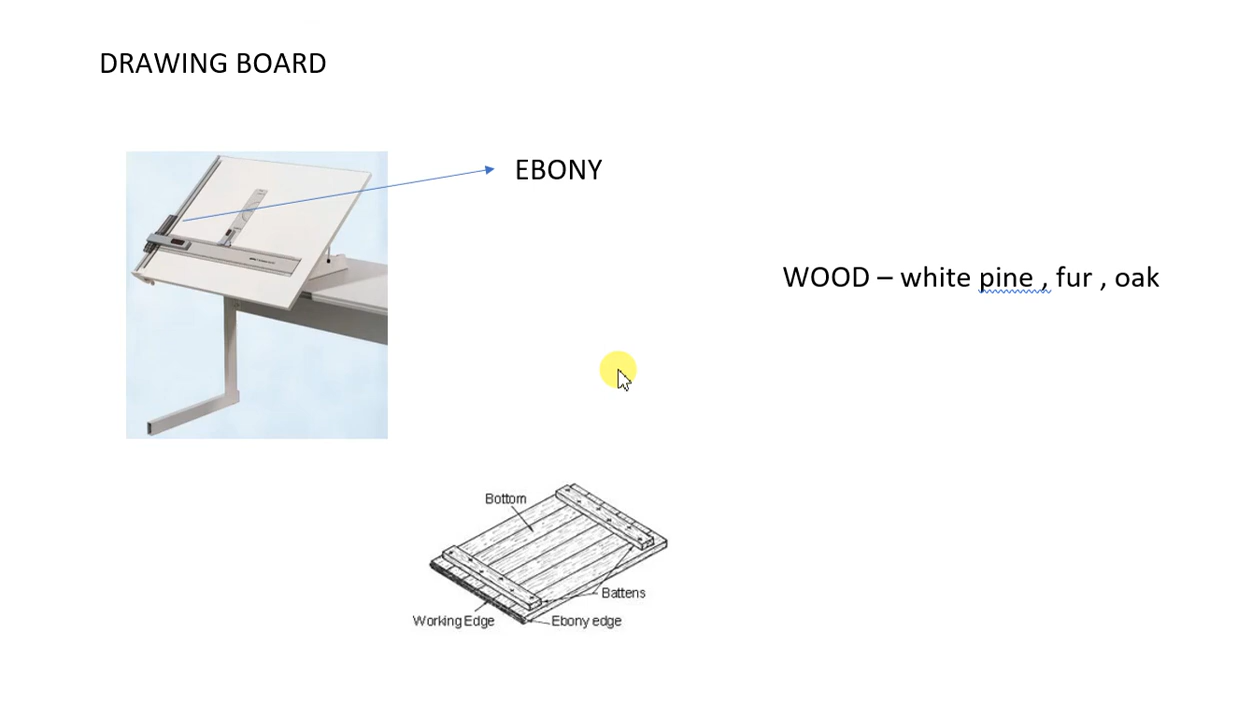 DRAWING BOARD
EBONY
WOOD – white pine , fur , oak
Bottom
Battens
Working Edge
Ebony edge